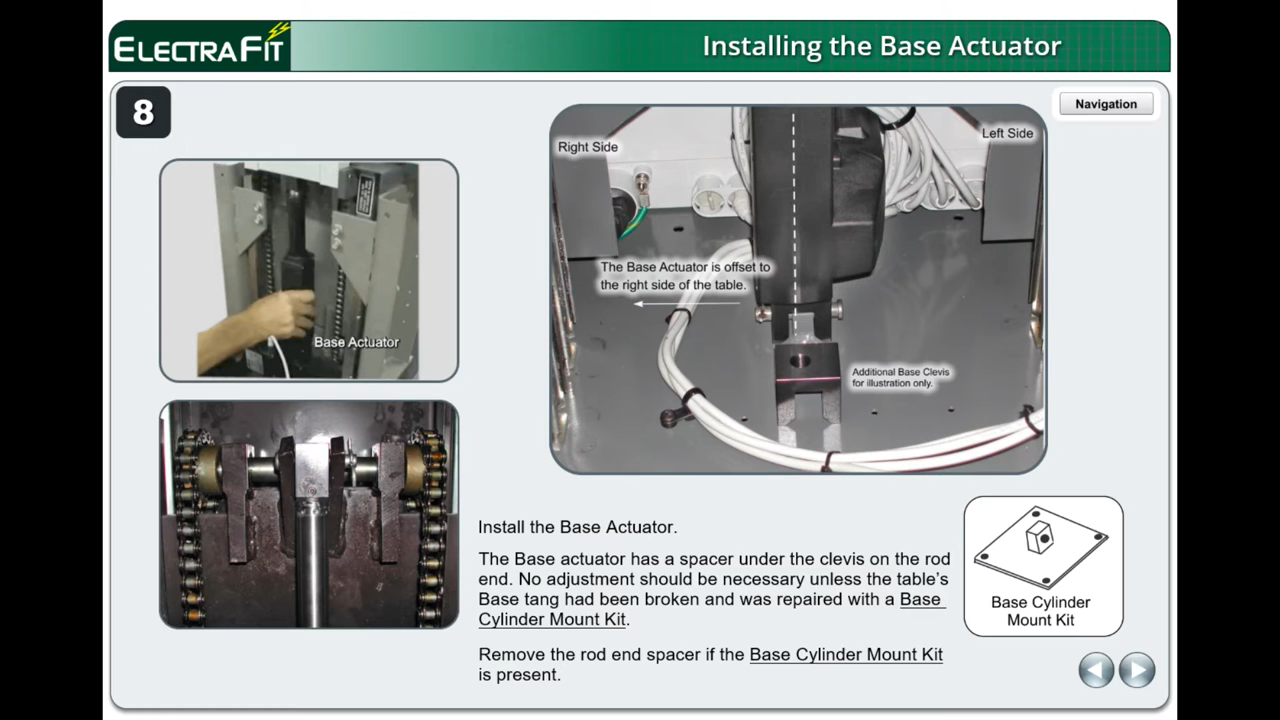 ELECTRAFIT
Installing the Base Actuator
8
Navigation
Base Actuator
Right Side
Left Side
The Base Actuator is offset to
the right side of the table.
Additional Base Clevis
for illustration only.
Install the Base Actuator.
The Base actuator has a spacer under the clevis on the rod
end. No adjustment should be necessary unless the table's
Base tang had been broken and was repaired with a Base
Cylinder Mount Kit.
Remove the rod end spacer if the Base Cylinder Mount Kit
is present.
Base Cylinder
Mount Kit